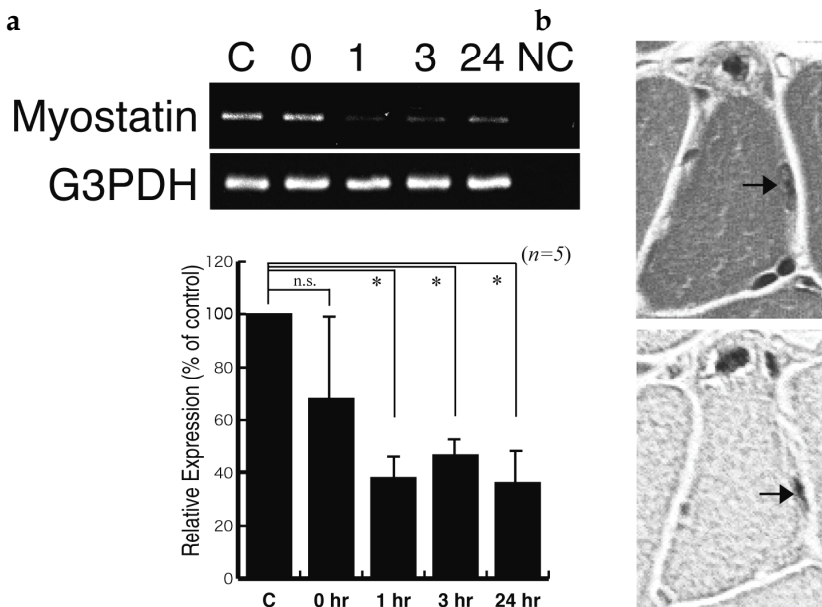 a
b
C 0 1 3 24 NC
Myostatin
G3PDH
Relative Expression (% of control)
120
100
80
60
40
20
0
(n=5)
n.s.
* * *
C 0 hr 1 hr 3 hr 24 hr